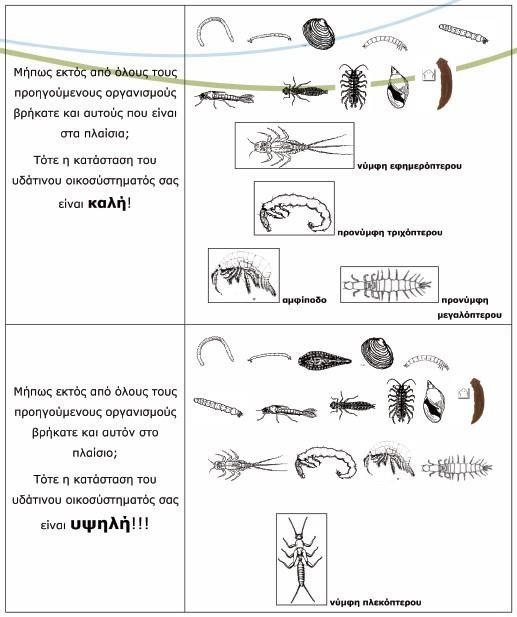 Μήπως εκτός από όλους τους
προηγούμενους οργανισμούς
βρήκατε και αυτούς που είναι
στα πλαίσια;
Τότε η κατάσταση του
υδάτινου οικοσύστηματός σας
είναι καλή!
νύμφη εφημερόπτερου
προνύμφη τριχόπτερου
αμφίποδο
προνύμφη
μεγαλόπτερου
Μήπως εκτός από όλους τους
προηγούμενους οργανισμούς
βρήκατε και αυτόν στο
πλαίσιο;
Τότε η κατάσταση του
υδάτινου οικοσύστηματός σας
είναι υψηλή!!!
νύμφη πλεκόπτερου